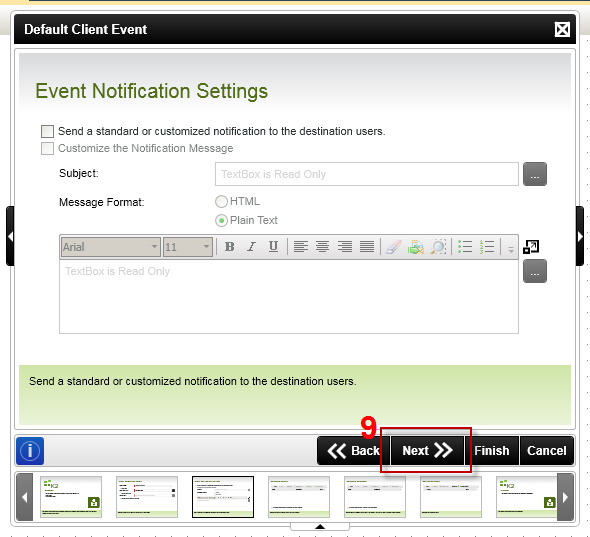 Default Client Event
Event Notification Settings
Send a standard or customized notification to the destination users.
Customize the Notification Message
Subject: TextBox is Read Only ...
Message Format: HTML
Plain Text
Arial 11 B I U
TextBox is Read Only ...
Send a standard or customized notification to the destination users.
9
i Back Next Finish Cancel